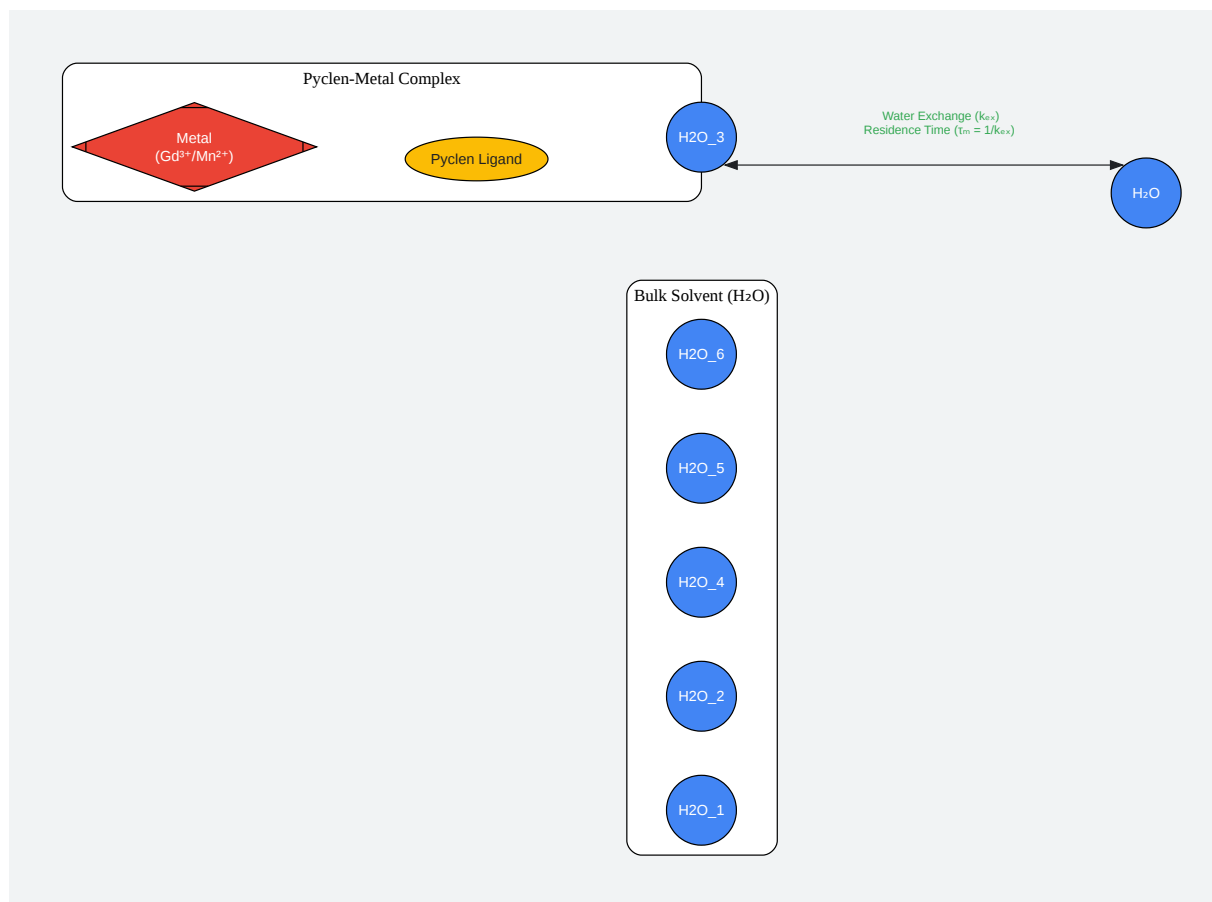 Pyclen-Metal Complex
Metal
(Gd³⁺/Mn²⁺)
Pyclen Ligand
H2O_3
Water Exchange (kₑₓ)
Residence Time (τₘ = 1/kₑₓ)
H₂O
Bulk Solvent (H₂O)
H2O_6
H2O_5
H2O_4
H2O_2
H2O_1